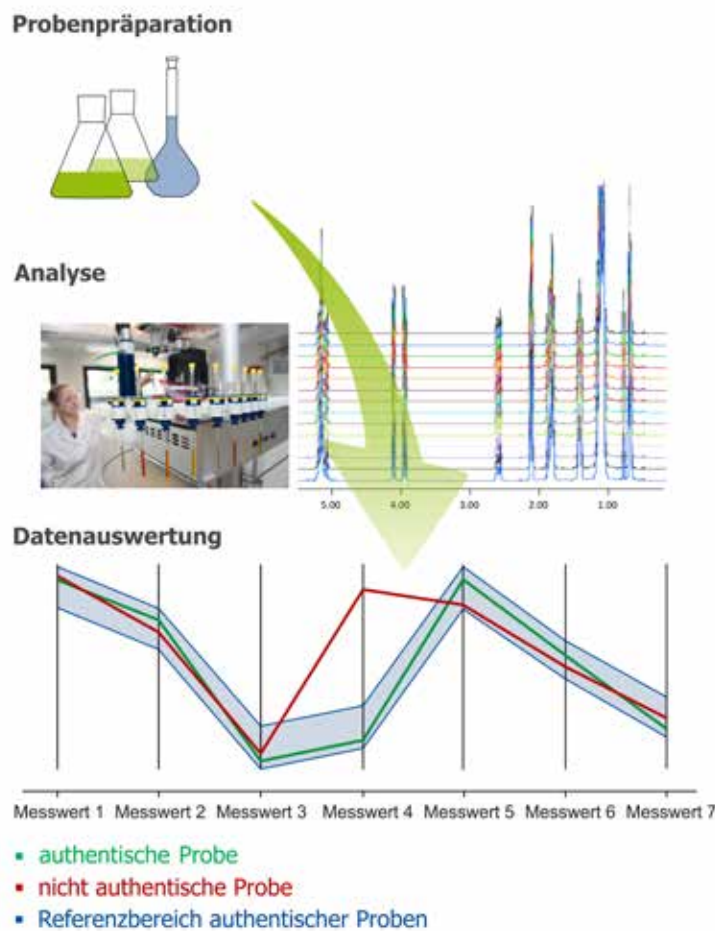 Probenpräparation
Analyse
5.00 4.00 3.00 2.00 1.00
Datenauswertung
Messwert 1 Messwert 2 Messwert 3 Messwert 4 Messwert 5 Messwert 6 Messwert 7
▪ authentische Probe
▪ nicht authentische Probe
▪ Referenzbereich authentischer Proben